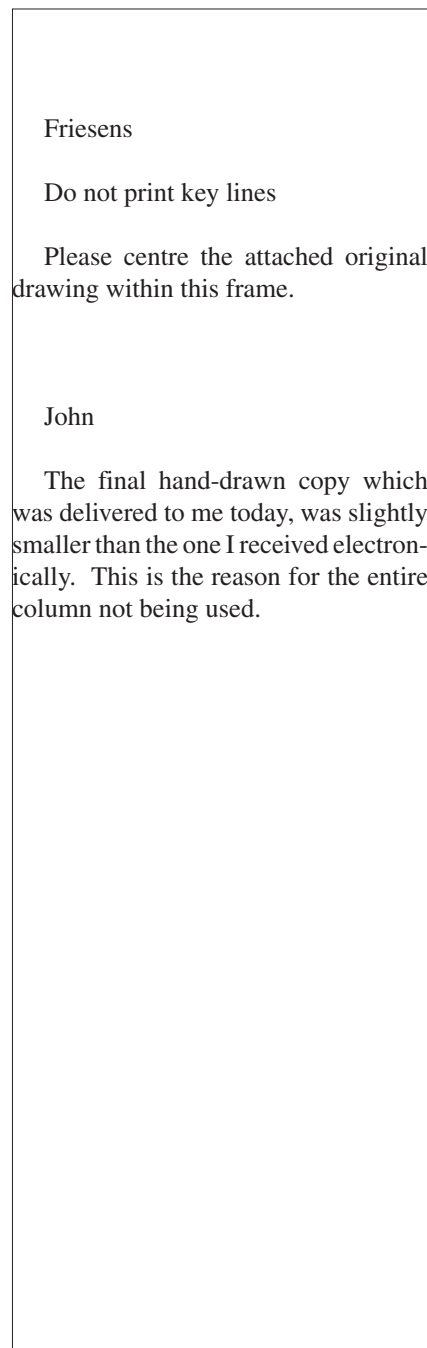 Friesens
Do not print key lines
Please centre the attached original
drawing within this frame.
John
The final hand-drawn copy which
was delivered to me today, was slightly
smaller than the one I received electron-
ically. This is the reason for the entire
column not being used.